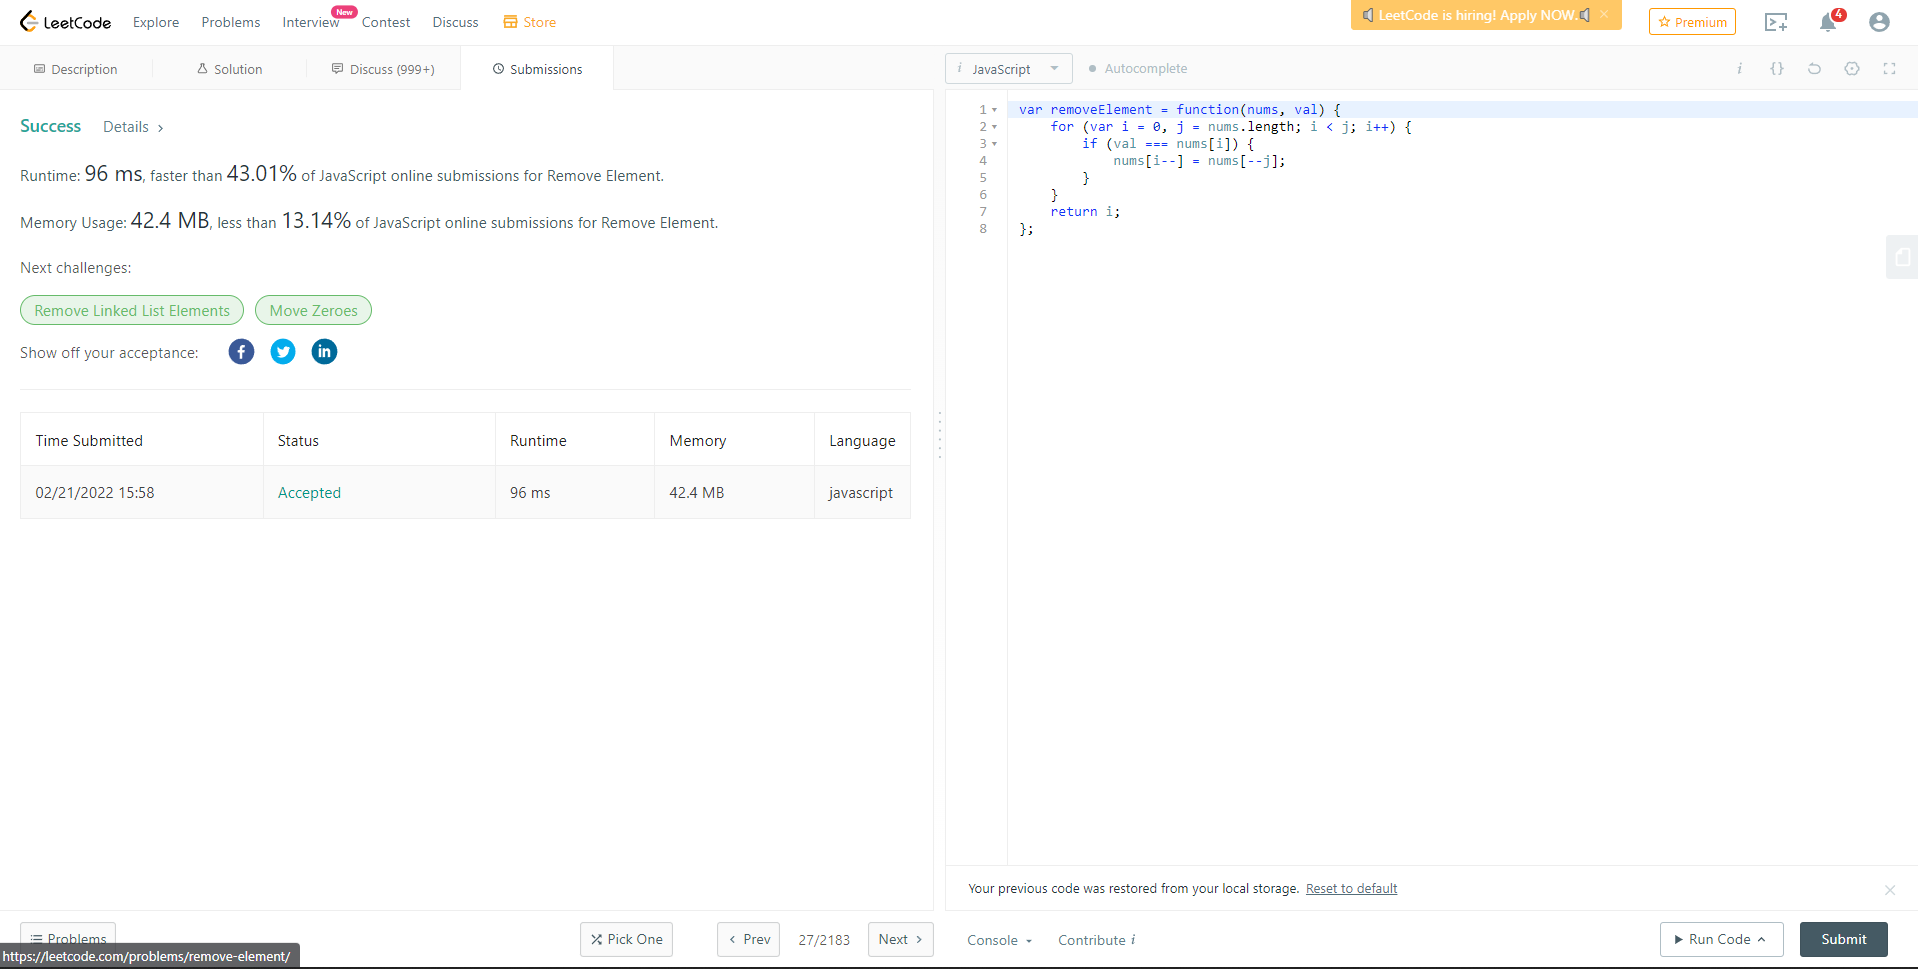 LeetCode Explore Problems Interview New Contest Discuss Store LeetCode is hiring! Apply NOW. Premium 4
Description Solution Discuss (999+) Submissions i JavaScript Autocomplete i {}
Success Details
Runtime: 96 ms, faster than 43.01% of JavaScript online submissions for Remove Element.
Memory Usage: 42.4 MB, less than 13.14% of JavaScript online submissions for Remove Element.
Next challenges:
Remove Linked List Elements Move Zeroes
Show off your acceptance:
Time Submitted Status Runtime Memory Language
02/21/2022 15:58 Accepted 96 ms 42.4 MB javascript
1 var removeElement = function(nums, val) {
2 for (var i = 0, j = nums.length; i < j; i++) {
3 if (val === nums[i]) {
4 nums[i--] = nums[--j];
5 }
6 }
7 return i;
8 };
Your previous code was restored from your local storage. Reset to default
Problems Pick One Prev 27/2183 Next Console Contribute i Run Code Submit
https://leetcode.com/problems/remove-element/